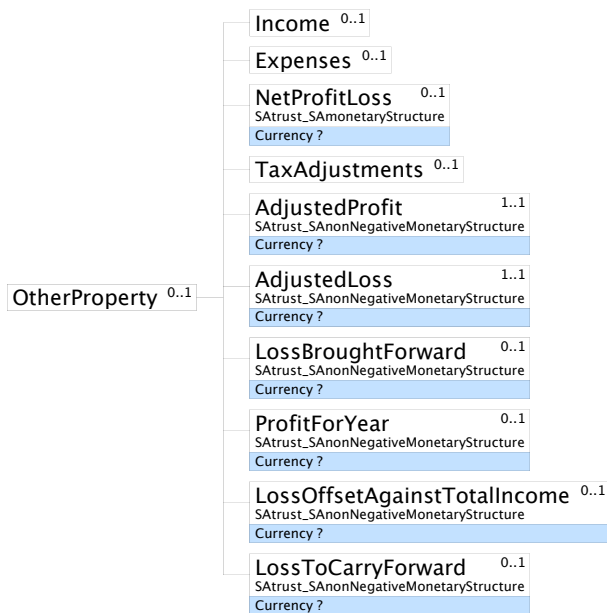 Income 0..1
Expenses 0..1
NetProfitLoss 0..1
SAtrust_SAmonetaryStructure
Currency ?
TaxAdjustments 0..1
AdjustedProfit 1..1
SAtrust_SAnonNegativeMonetaryStructure
Currency ?
OtherProperty 0..1
AdjustedLoss 1..1
SAtrust_SAnonNegativeMonetaryStructure
Currency ?
LossBroughtForward 0..1
SAtrust_SAnonNegativeMonetaryStructure
Currency ?
ProfitForYear 0..1
SAtrust_SAnonNegativeMonetaryStructure
Currency ?
LossOffsetAgainstTotalIncome 0..1
SAtrust_SAnonNegativeMonetaryStructure
Currency ?
LossToCarryForward 0..1
SAtrust_SAnonNegativeMonetaryStructure
Currency ?